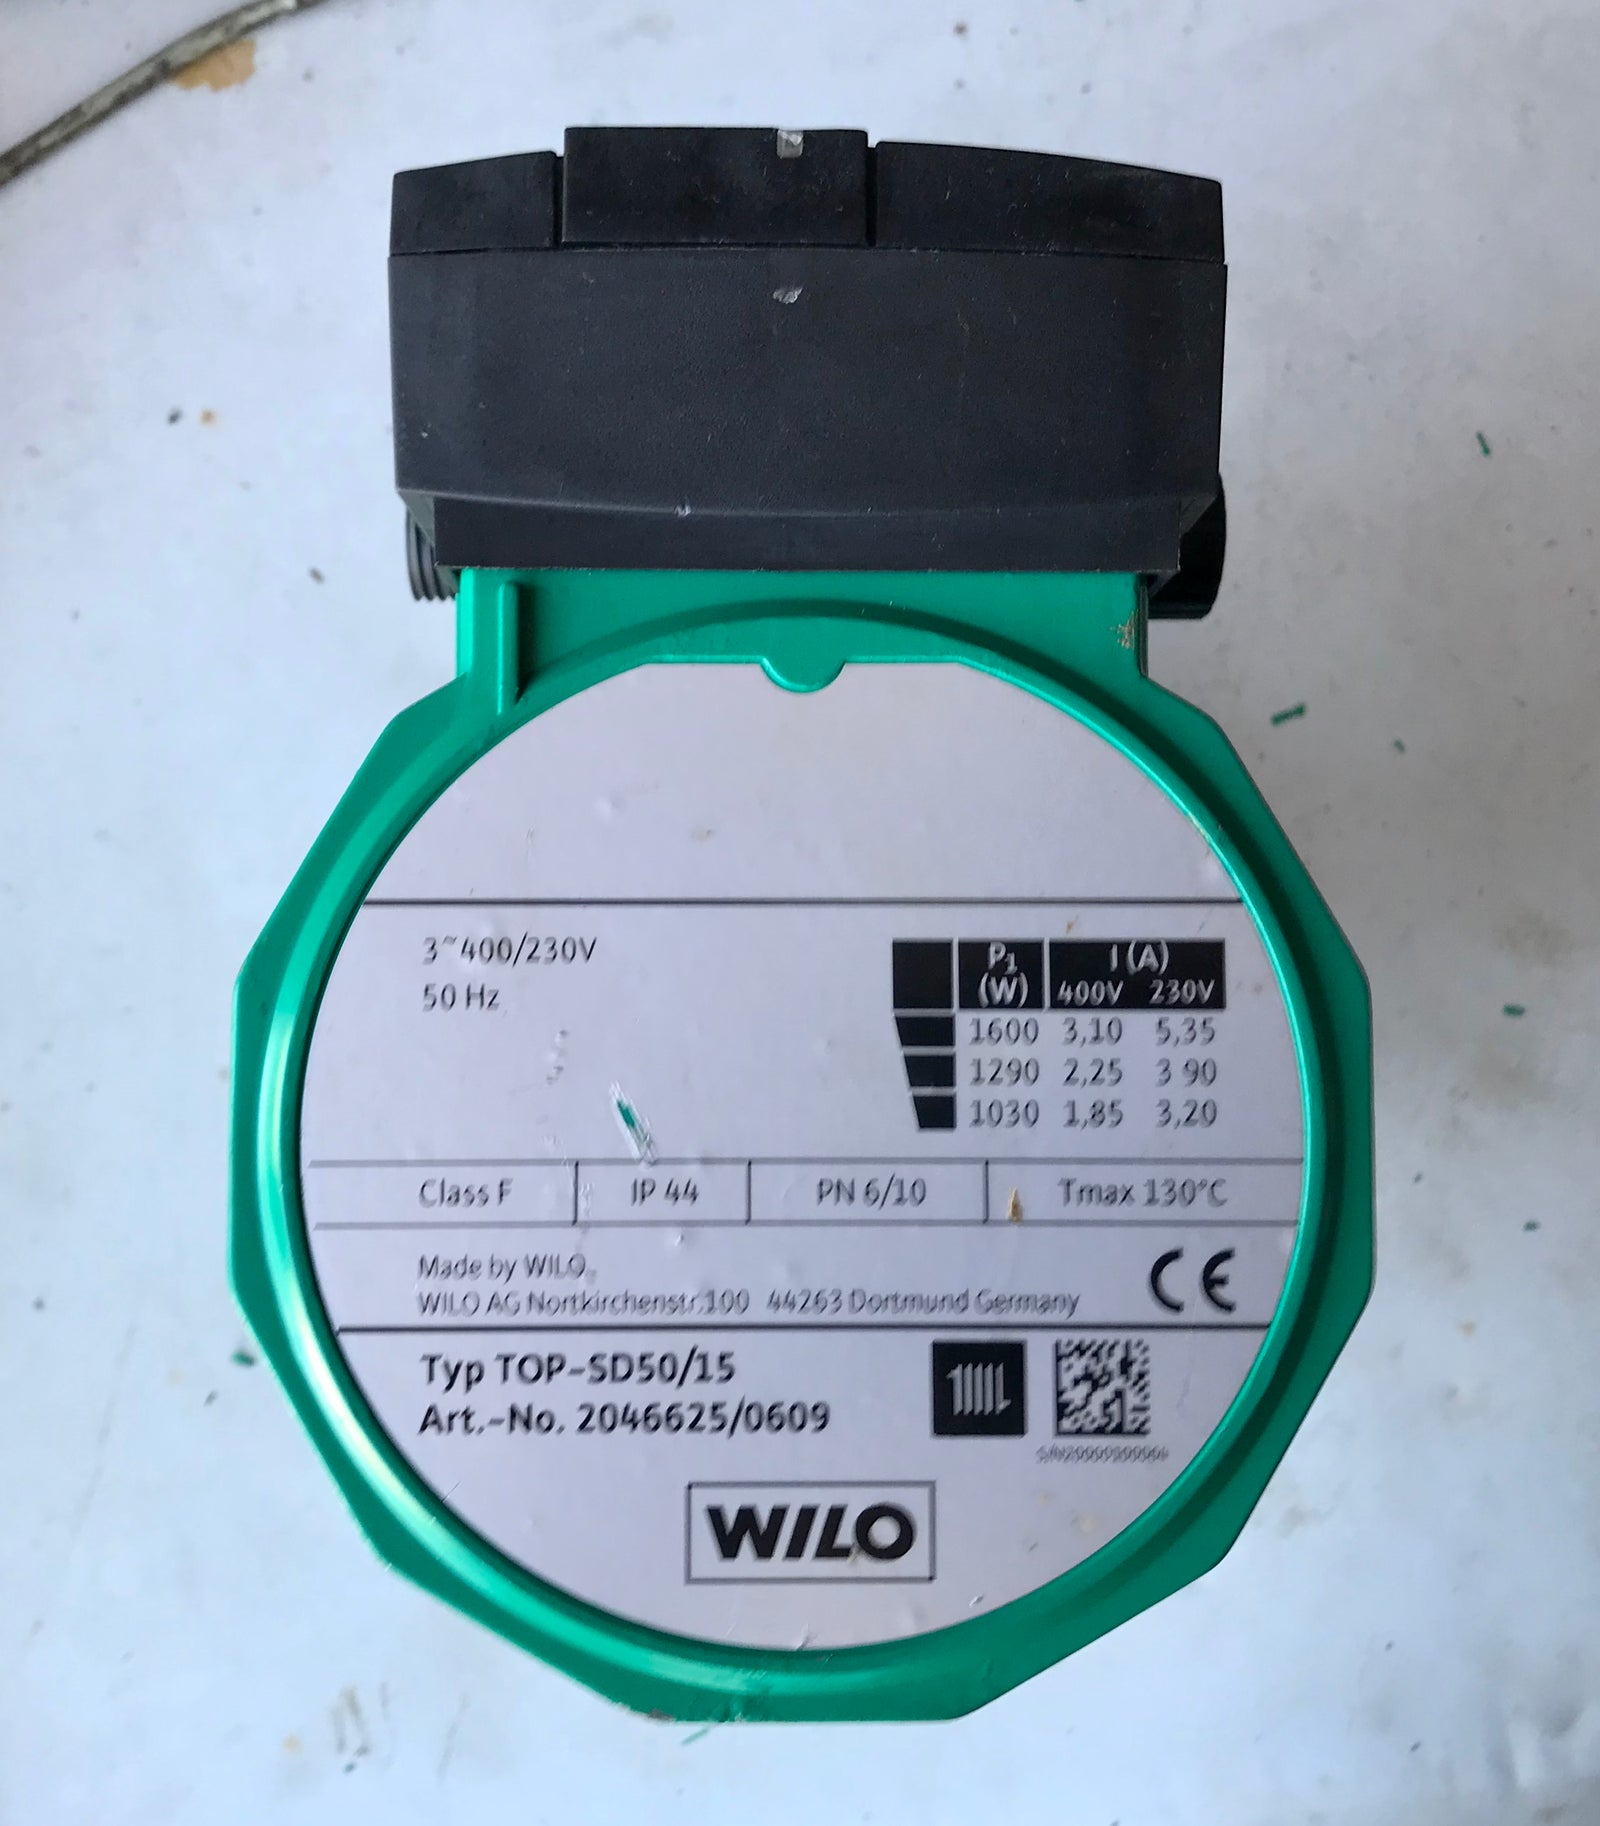 3~400/230V
50 Hz
P1 (W) I (A)
400V 230V
1600 3,10 5,35
1290 2,25 3 90
1030 1,85 3,20
Class F IP 44 PN 6/10 Tmax 130°C
Made by WILO
WILO AG Nortkirchenstr.100 44263 Dortmund Germany
CE
Typ TOP-SD50/15
Art.-No. 2046625/0609
WILO